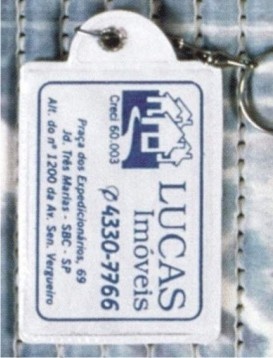 LUCAS
Imóveis
Creci 60.003
4330-7766
Praça dos Expedicionários, 69
Jd. Três Marias - SBC - SP
Alt. do nº 1200 da Av. Sen. Vergueiro